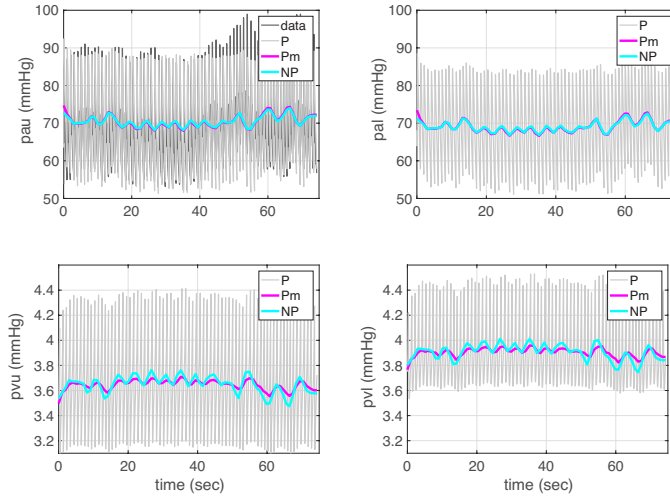 100
90
80
70
60
50
pau (mmHg)
0
20
40
60
data
P
Pm
NP
100
90
80
70
60
50
pal (mmHg)
0
20
40
60
P
Pm
NP
4.4
4.2
4
3.8
3.6
3.4
3.2
pvu (mmHg)
0
20
40
60
time (sec)
P
Pm
NP
4.4
4.2
4
3.8
3.6
3.4
3.2
pvl (mmHg)
0
20
40
60
time (sec)
P
Pm
NP